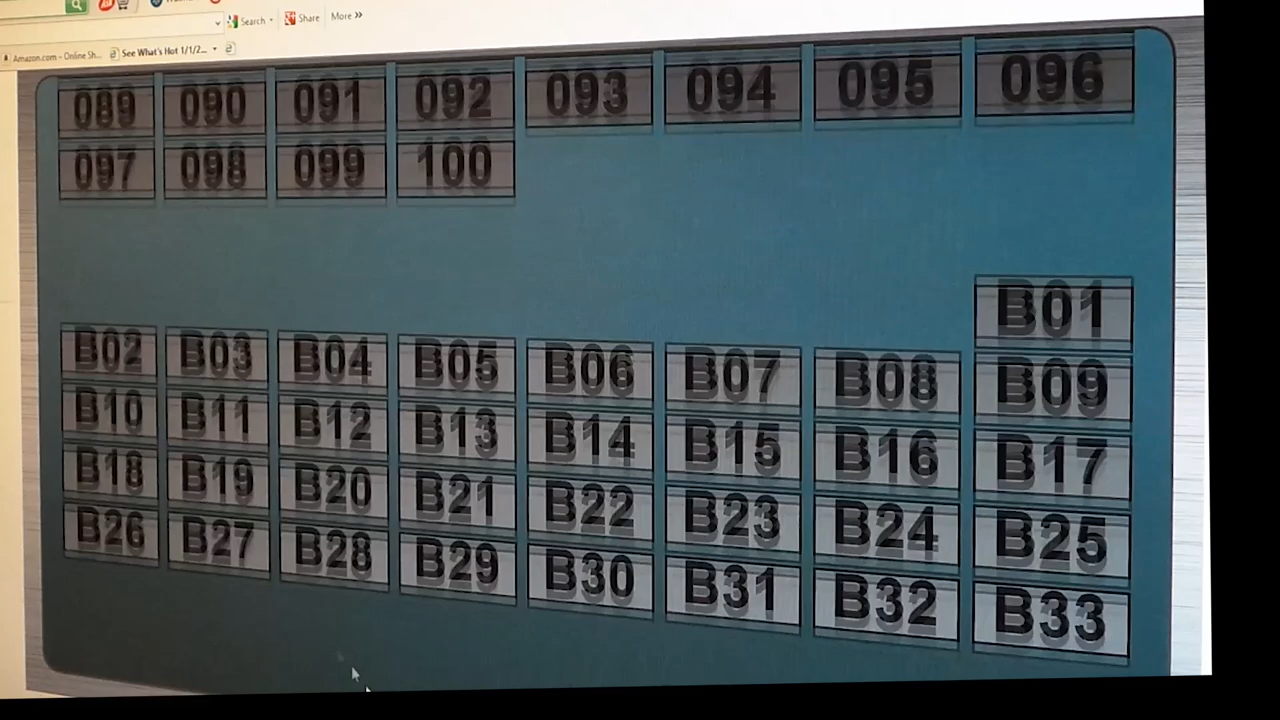 Search Share More »
Amazon.com – Online Sh... See What's Hot 1/1/2...
089 090 091 092 093 094 095 096
097 098 099 100
B01
B02 B03 B04 B05 B06 B07 B08 B09
B10 B11 B12 B13 B14 B15 B16 B17
B18 B19 B20 B21 B22 B23 B24 B25
B26 B27 B28 B29 B30 B31 B32 B33